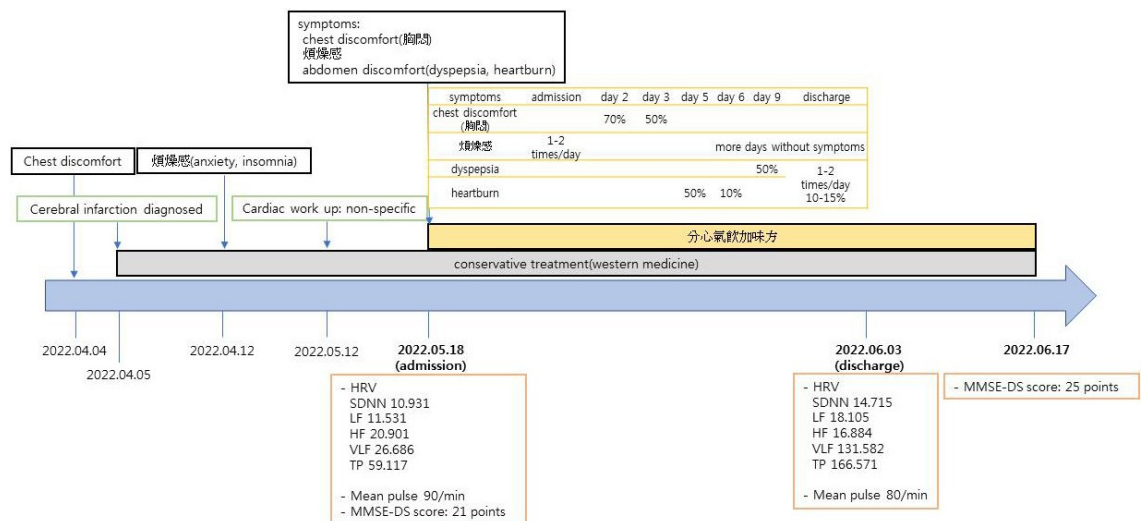 symptoms:
chest discomfort(胸悶)
煩燥感
abdomen discomfort(dyspepsia, heartburn)
symptoms admission day 2 day 3 day 5 day 6 day 9 discharge
chest discomfort
(胸悶)
70% 50%
煩燥感
1-2
times/day
more days without symptoms
dyspepsia 50%
heartburn 50% 10%
1-2
times/day
10-15%
Chest discomfort
煩燥感(anxiety, insomnia)
Cerebral infarction diagnosed
Cardiac work up: non-specific
分心氣飮加味方
conservative treatment(western medicine)
2022.04.04
2022.04.05
2022.04.12
2022.05.12
2022.05.18
(admission)
2022.06.03
(discharge)
2022.06.17
- HRV
SDNN 10.931
LF 11.531
HF 20.901
VLF 26.686
TP 59.117
- Mean pulse 90/min
- MMSE-DS score: 21 points
- HRV
SDNN 14.715
LF 18.105
HF 16.884
VLF 131.582
TP 166.571
- Mean pulse 80/min
- MMSE-DS score: 25 points